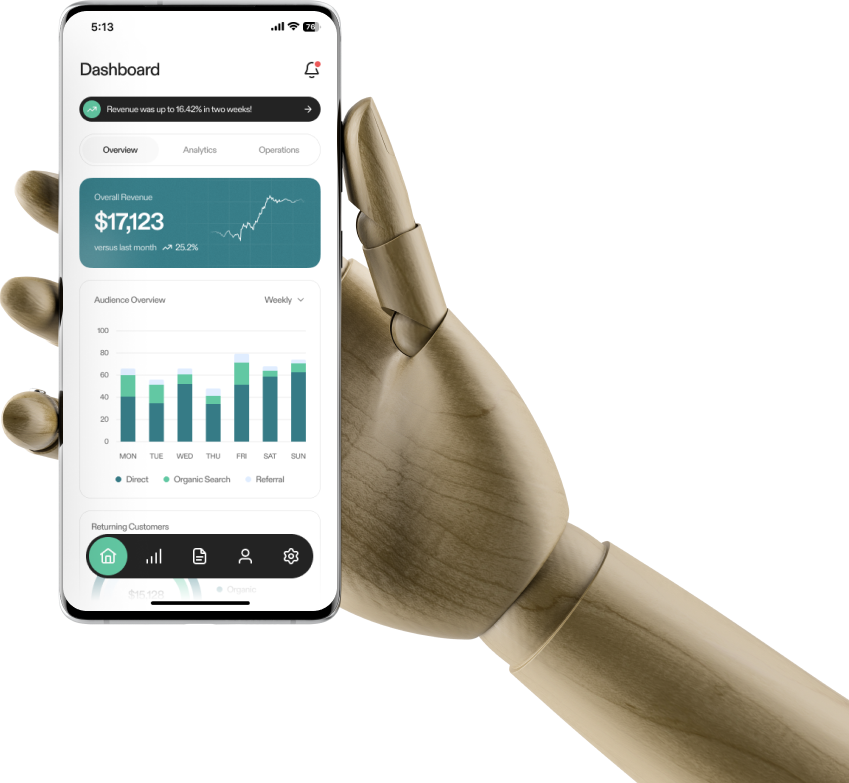 5:13
76
Dashboard
Revenue was up to 16.42% in two weeks!
Overview Analytics Operations
Overall Revenue
$17,123
versus last month 25.2%
Audience Overview Weekly
100
80
60
40
20
0
MON TUE WED THU FRI SAT SUN
Direct Organic Search Referral
Returning Customers
$15,128 Organic